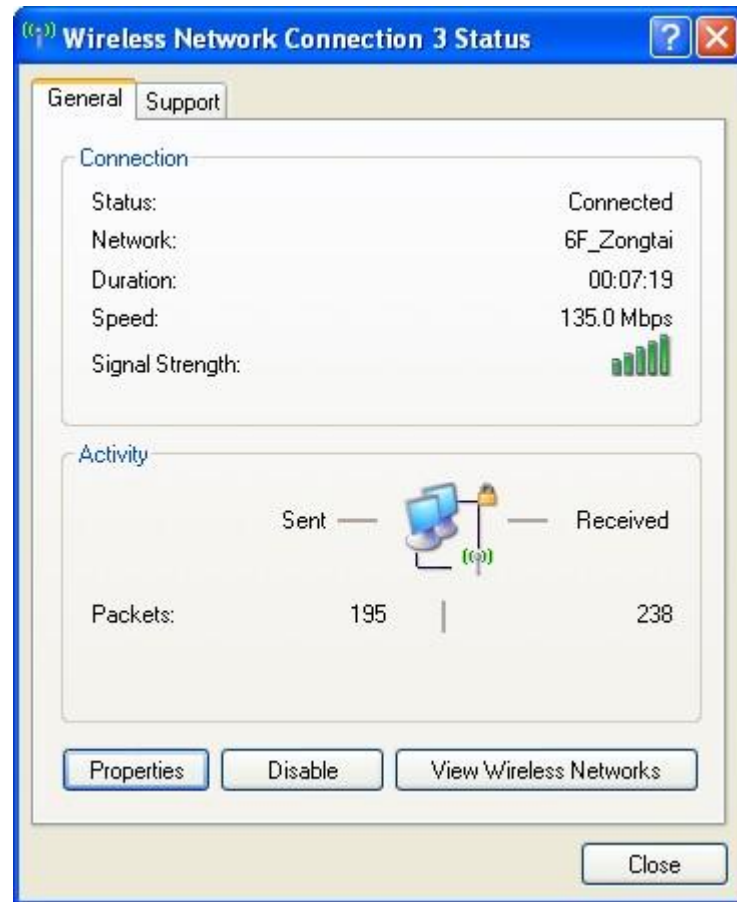 Wireless Network Connection 3 Status
General Support
Connection
Status: Connected
Network: 6F_Zongtai
Duration: 00:07:19
Speed: 135.0 Mbps
Signal Strength:
Activity
Sent Received
Packets: 195 238
Properties Disable View Wireless Networks
Close